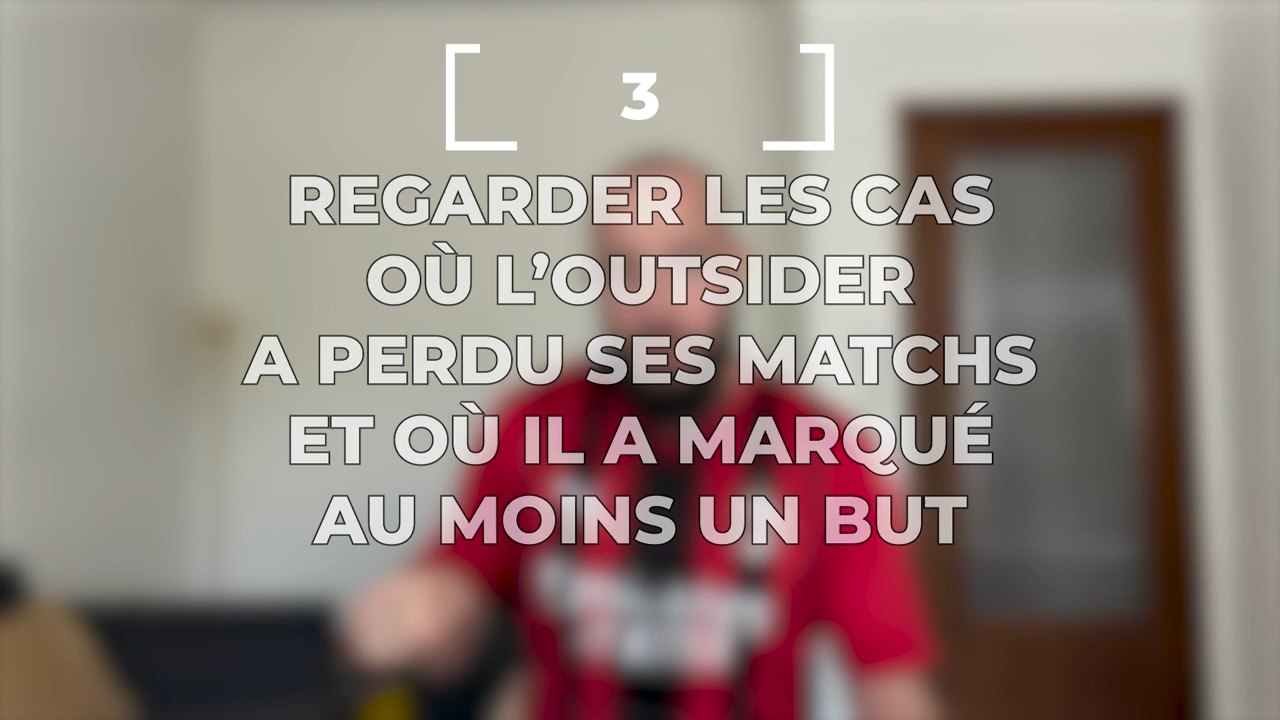 3
REGARDER LES CAS
OÙ L’OUTSIDER
A PERDU SES MATCHS
ET OÙ IL A MARQUÉ
AU MOINS UN BUT